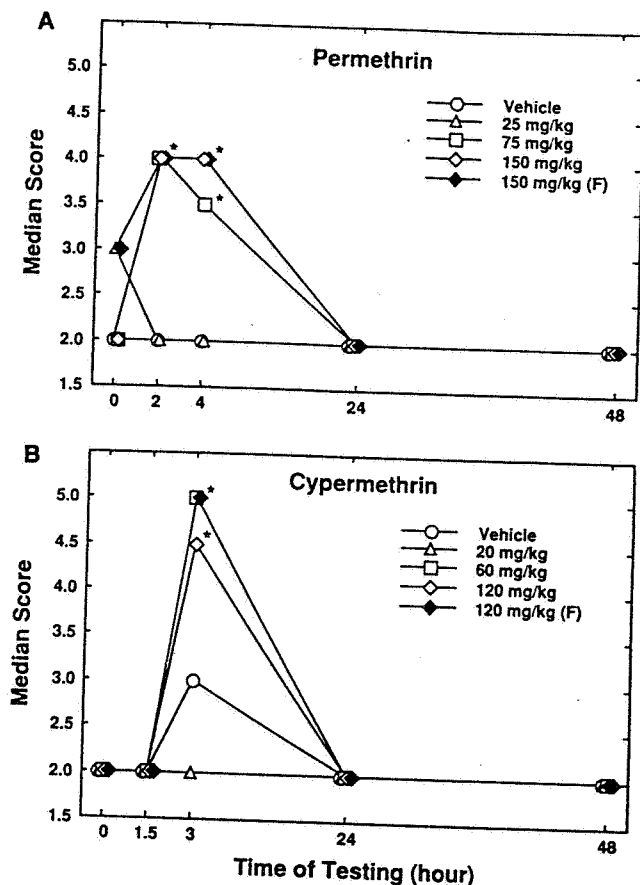 A
Permethrin
5.0
4.5
4.0
3.5
3.0
2.5
2.0
1.5
Median Score
Vehicle
25 mg/kg
75 mg/kg
150 mg/kg
150 mg/kg (F)
*
*
*
0
2
4
24
48
B
Cypermethrin
5.0
4.5
4.0
3.5
3.0
2.5
2.0
1.5
Median Score
Vehicle
20 mg/kg
60 mg/kg
120 mg/kg
120 mg/kg (F)
*
*
0
1.5
3
24
48
Time of Testing (hour)